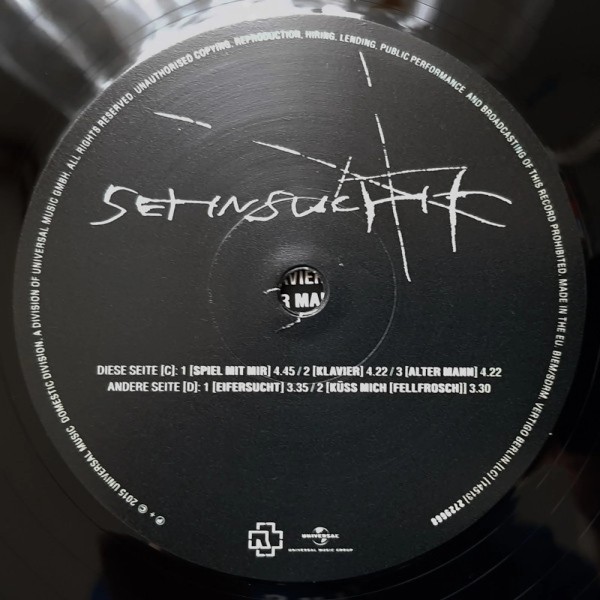 ℗ + © 2015 UNIVERSAL MUSIC DOMESTIC DIVISION, A DIVISION OF UNIVERSAL MUSIC GMBH. ALL RIGHTS RESERVED. UNAUTHORISED COPYING, REPRODUCTION, HIRING, LENDING, PUBLIC PERFORMANCE AND BROADCASTING OF THIS RECORD PROHIBITED. MADE IN THE EU. BIEM/SDRM. VERTIGO BERLIN. [LC] [14513] 272968
SEHNSUCHT
AVIER
R MA
DIESE SEITE [C]: 1 [SPIEL MIT MIR] 4.45 / 2 [KLAVIER] 4.22 / 3 [ALTER MANN] 4.22
ANDERE SEITE [D]: 1 [EIFERSUCHT] 3.35 / 2 [KÜSS MICH [FELLFROSCH]] 3.30
UNIVERSAL
UNIVERSAL MUSIC GROUP